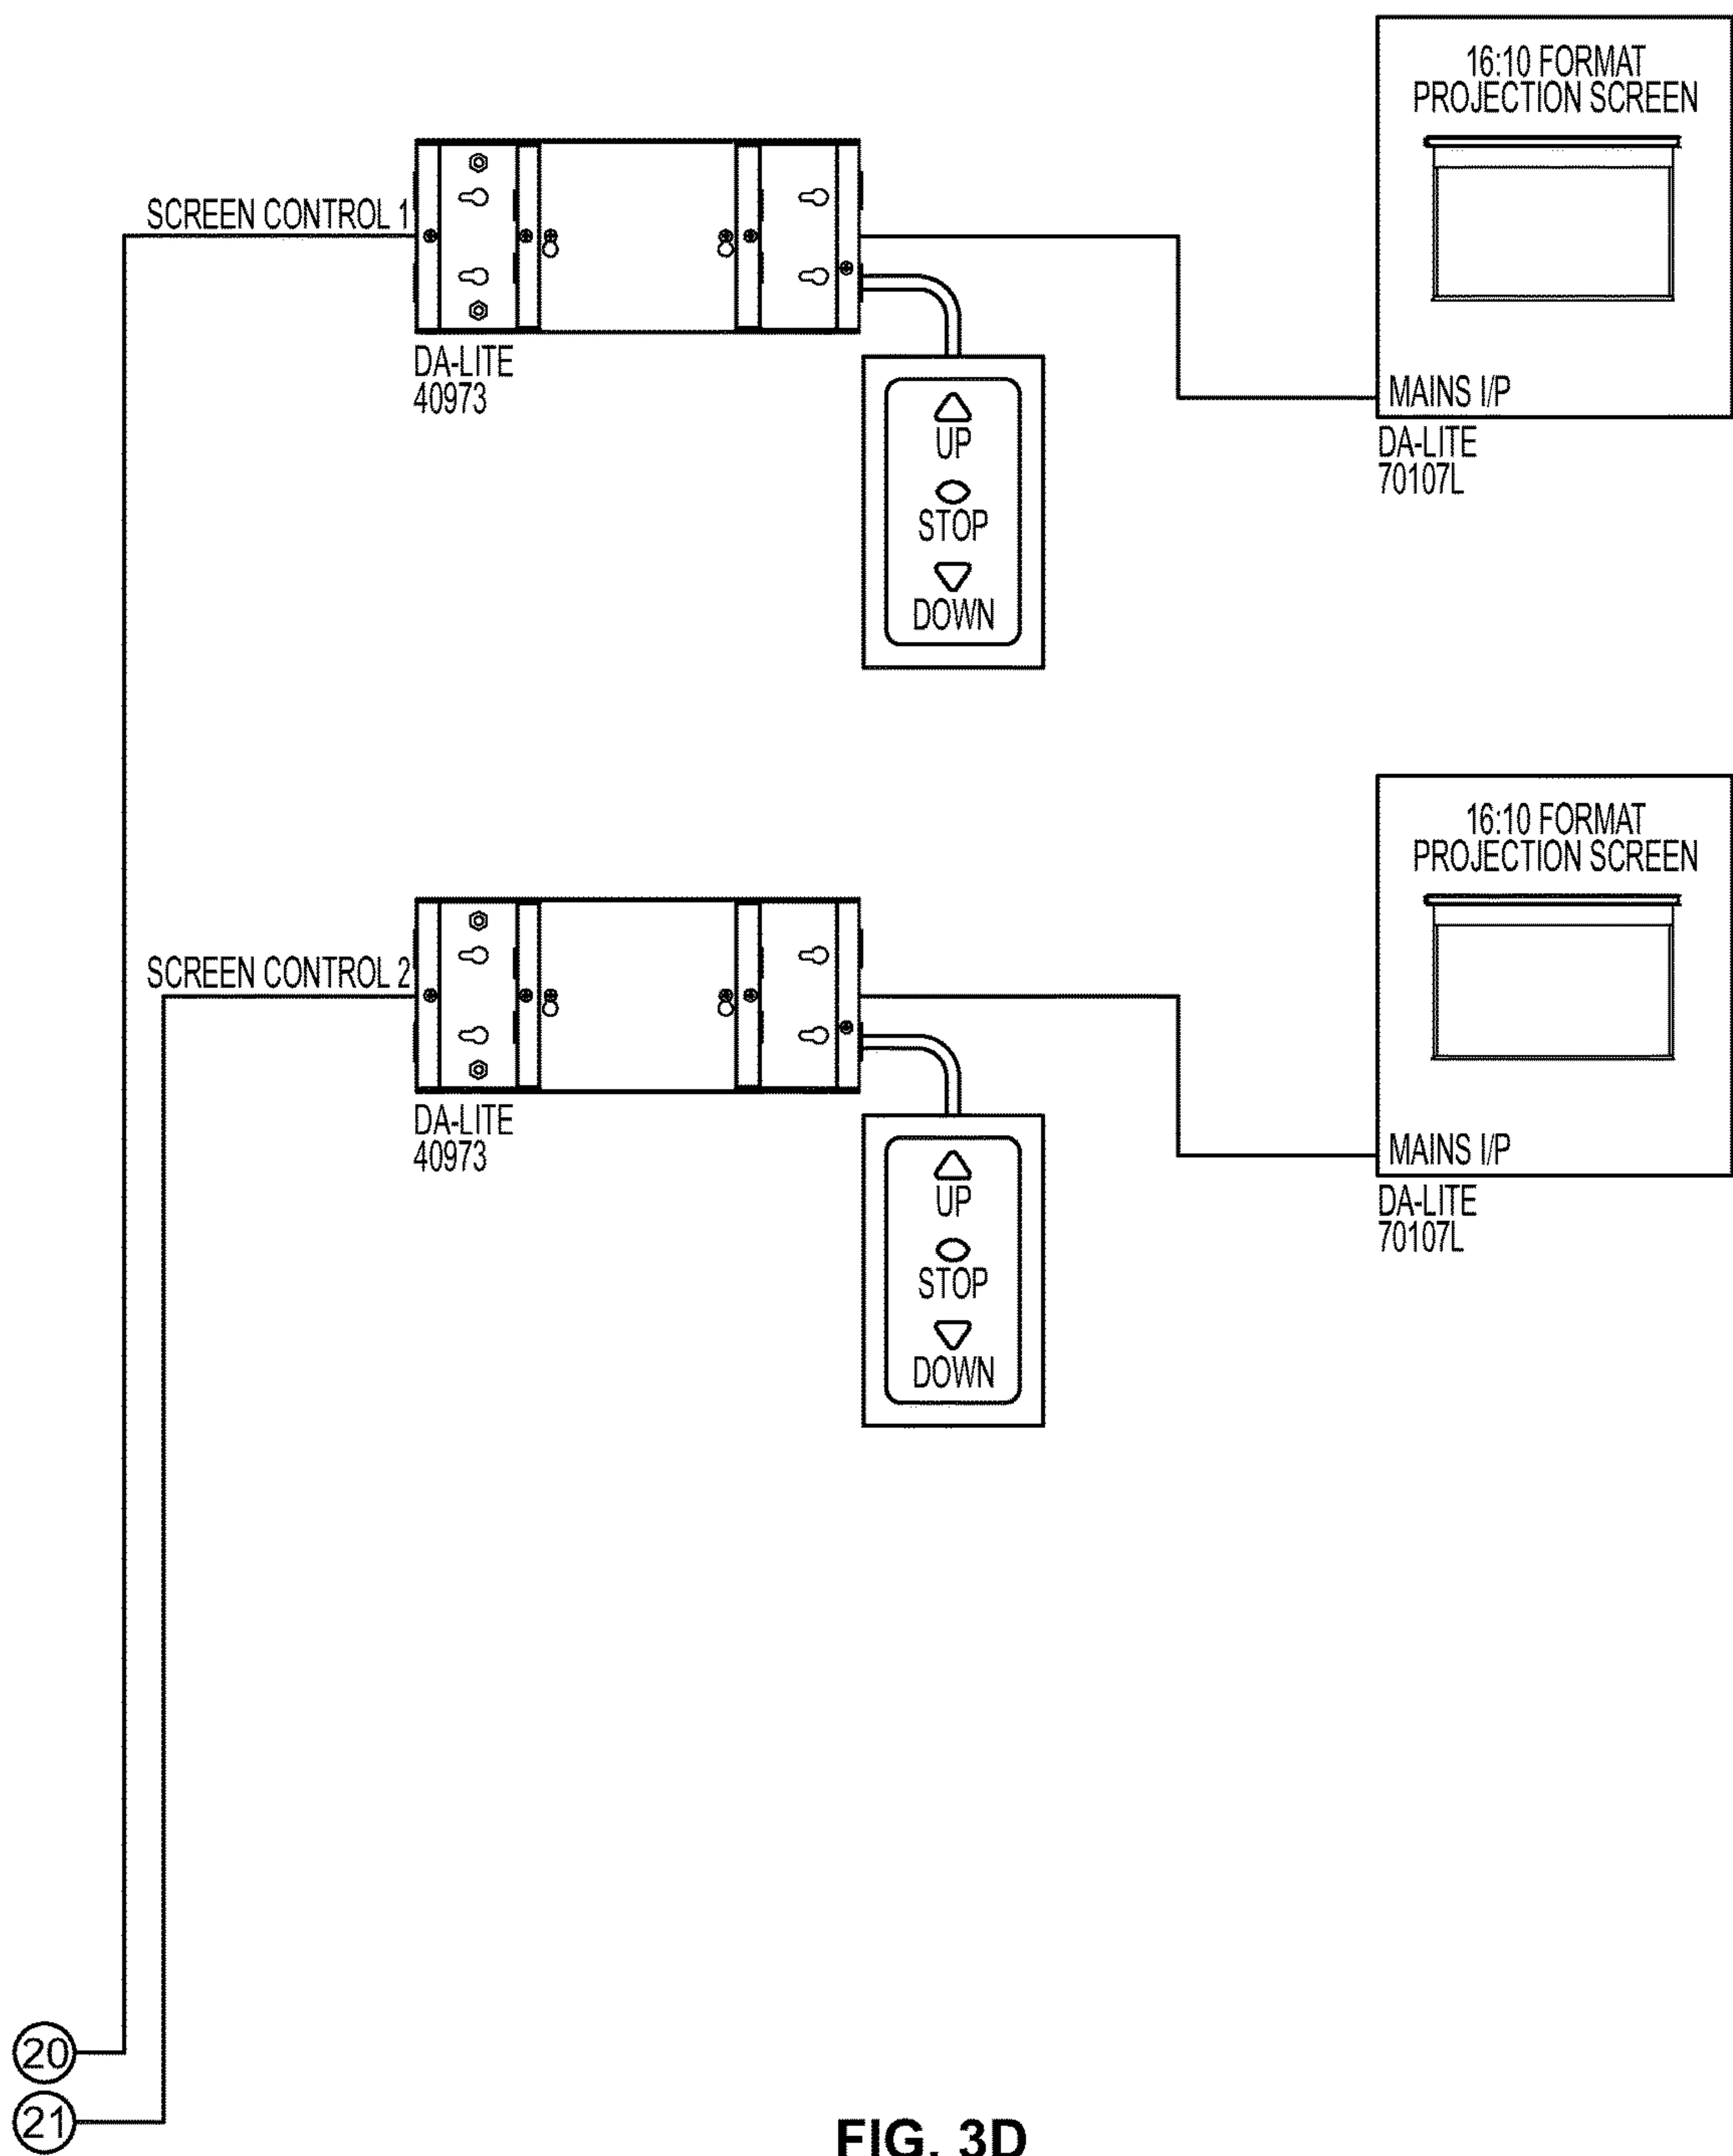 16:10 FORMAT
PROJECTION SCREEN
SCREEN CONTROL 1
DA-LITE
40973
MAINS I/P
DA-LITE
70107L
UP
STOP
DOWN
16:10 FORMAT
PROJECTION SCREEN
SCREEN CONTROL 2
DA-LITE
40973
MAINS I/P
DA-LITE
70107L
UP
STOP
DOWN
20
21
FIG. 3D